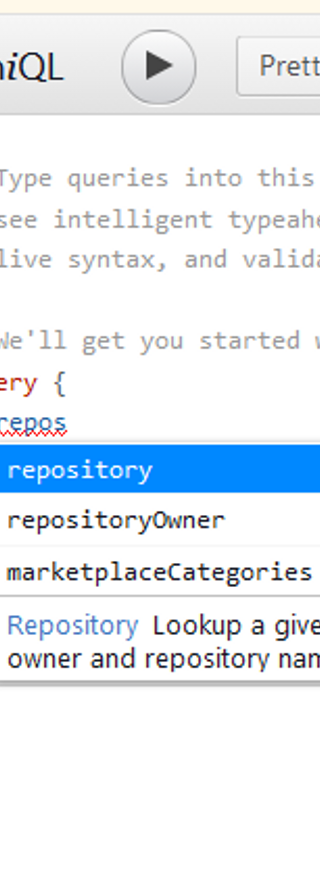 iQL Prett
Type queries into this
see intelligent typeahe
live syntax, and valida
We'll get you started w
ery {
repos
repository
repositoryOwner
marketplaceCategories
Repository Lookup a give
owner and repository nam